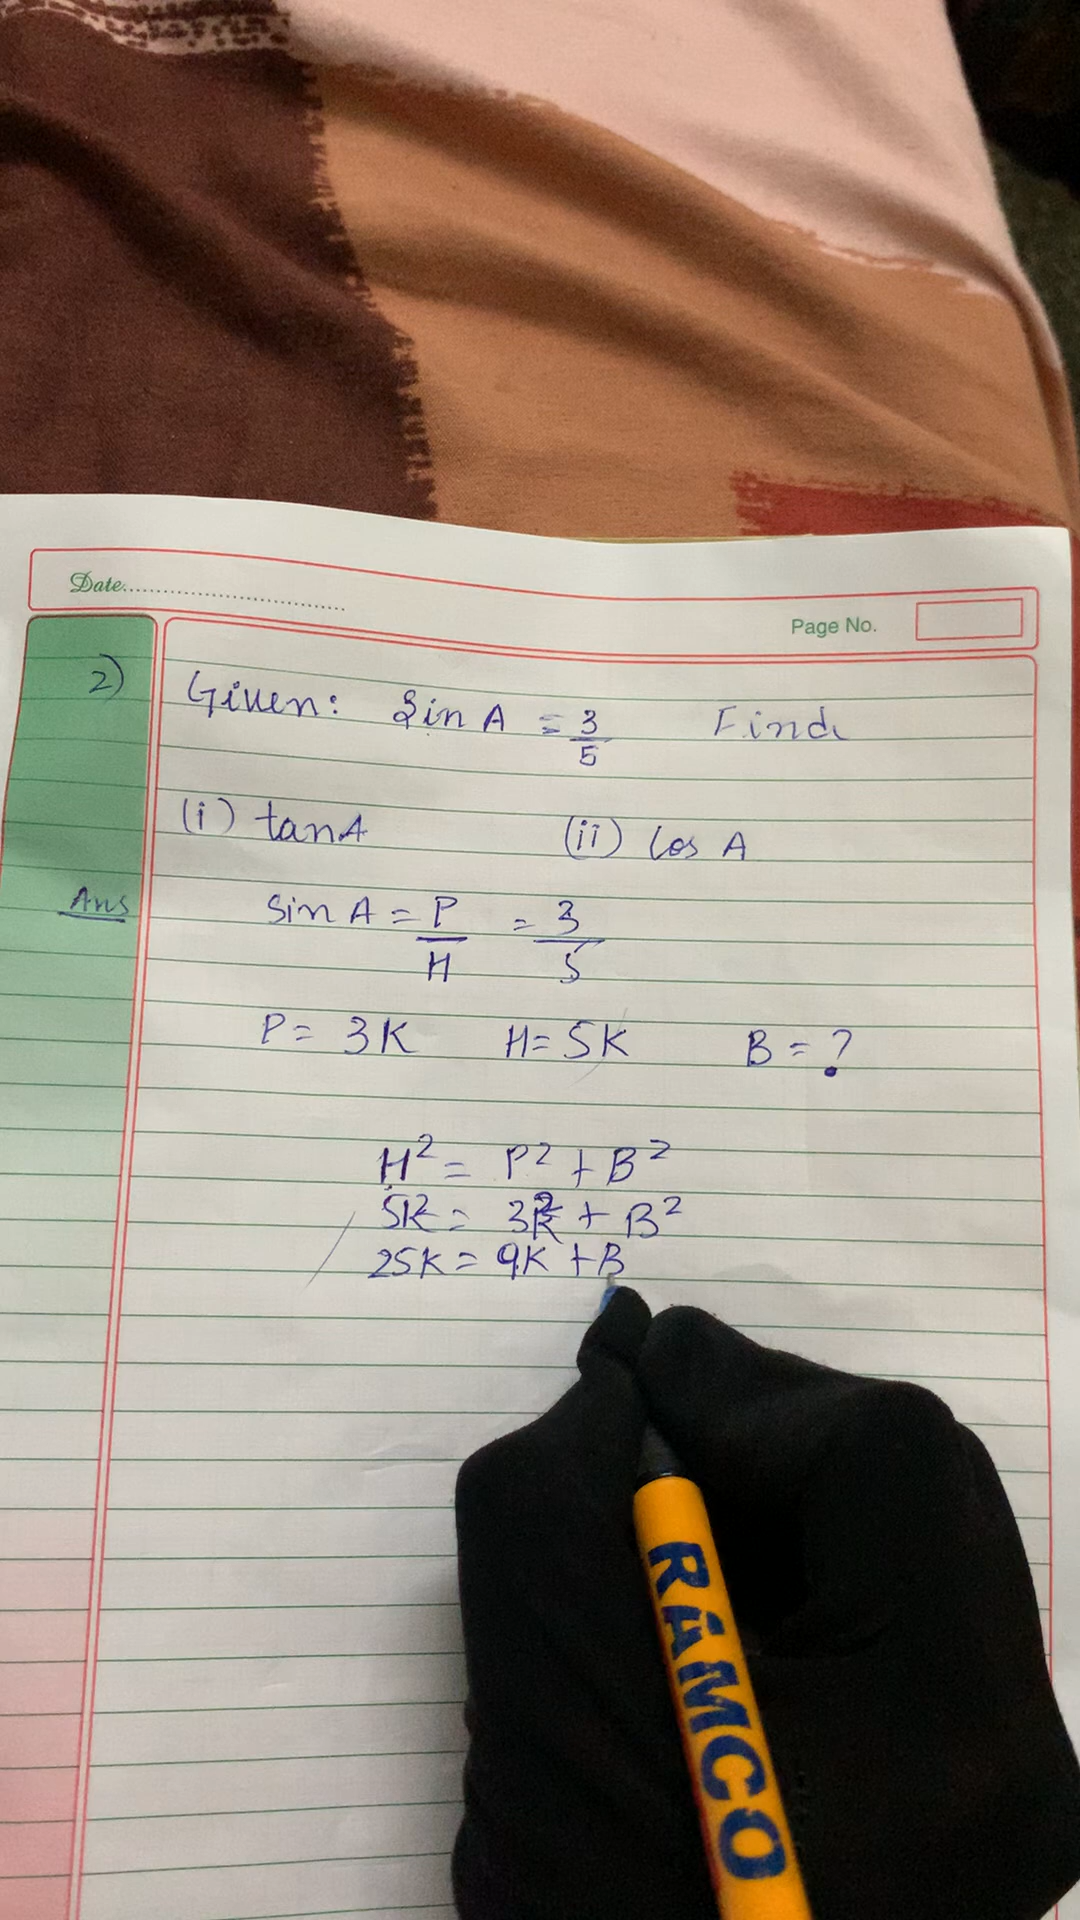 Date
Page No.
2) Given: Sin A = 3/5 Find
(i) tanA (ii) Cos A
Ans Sin A = P/H = 3/5
P = 3K H = 5K B = ?
H² = P² + B²
5K² = 3K² + B²
25K = 9K + B
RAMCO